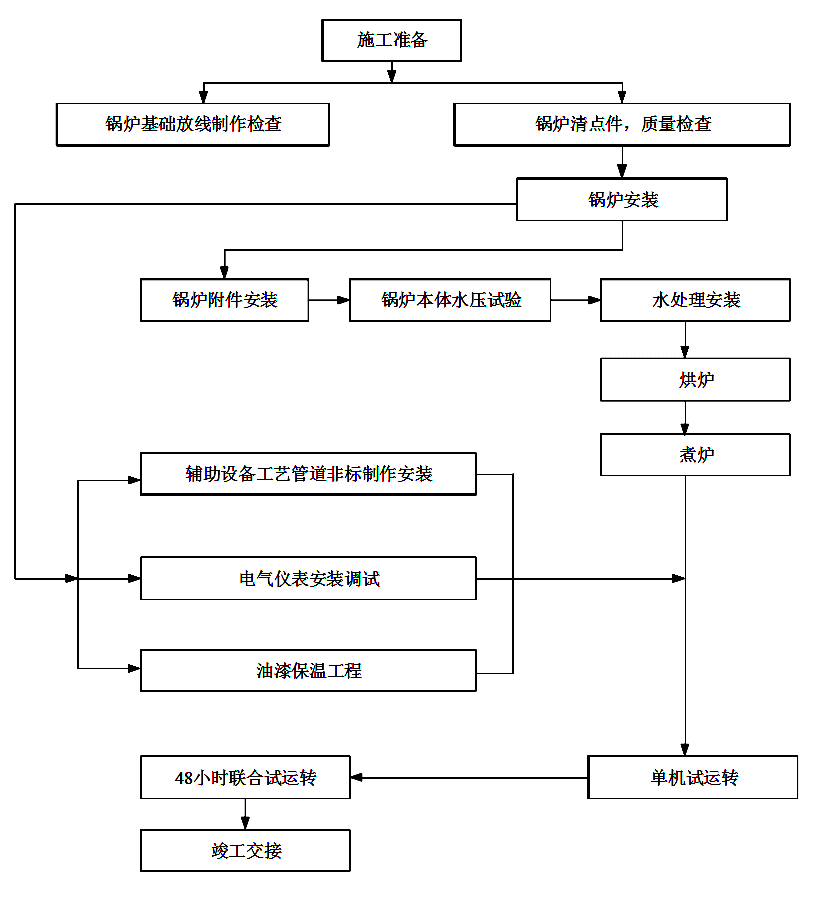 施工准备
锅炉基础放线制作检查
锅炉清点件，质量检查
锅炉安装
锅炉附件安装
锅炉本体水压试验
水处理安装
烘炉
煮炉
辅助设备工艺管道非标制作安装
电气仪表安装调试
油漆保温工程
单机试运转
48小时联合试运转
竣工交接